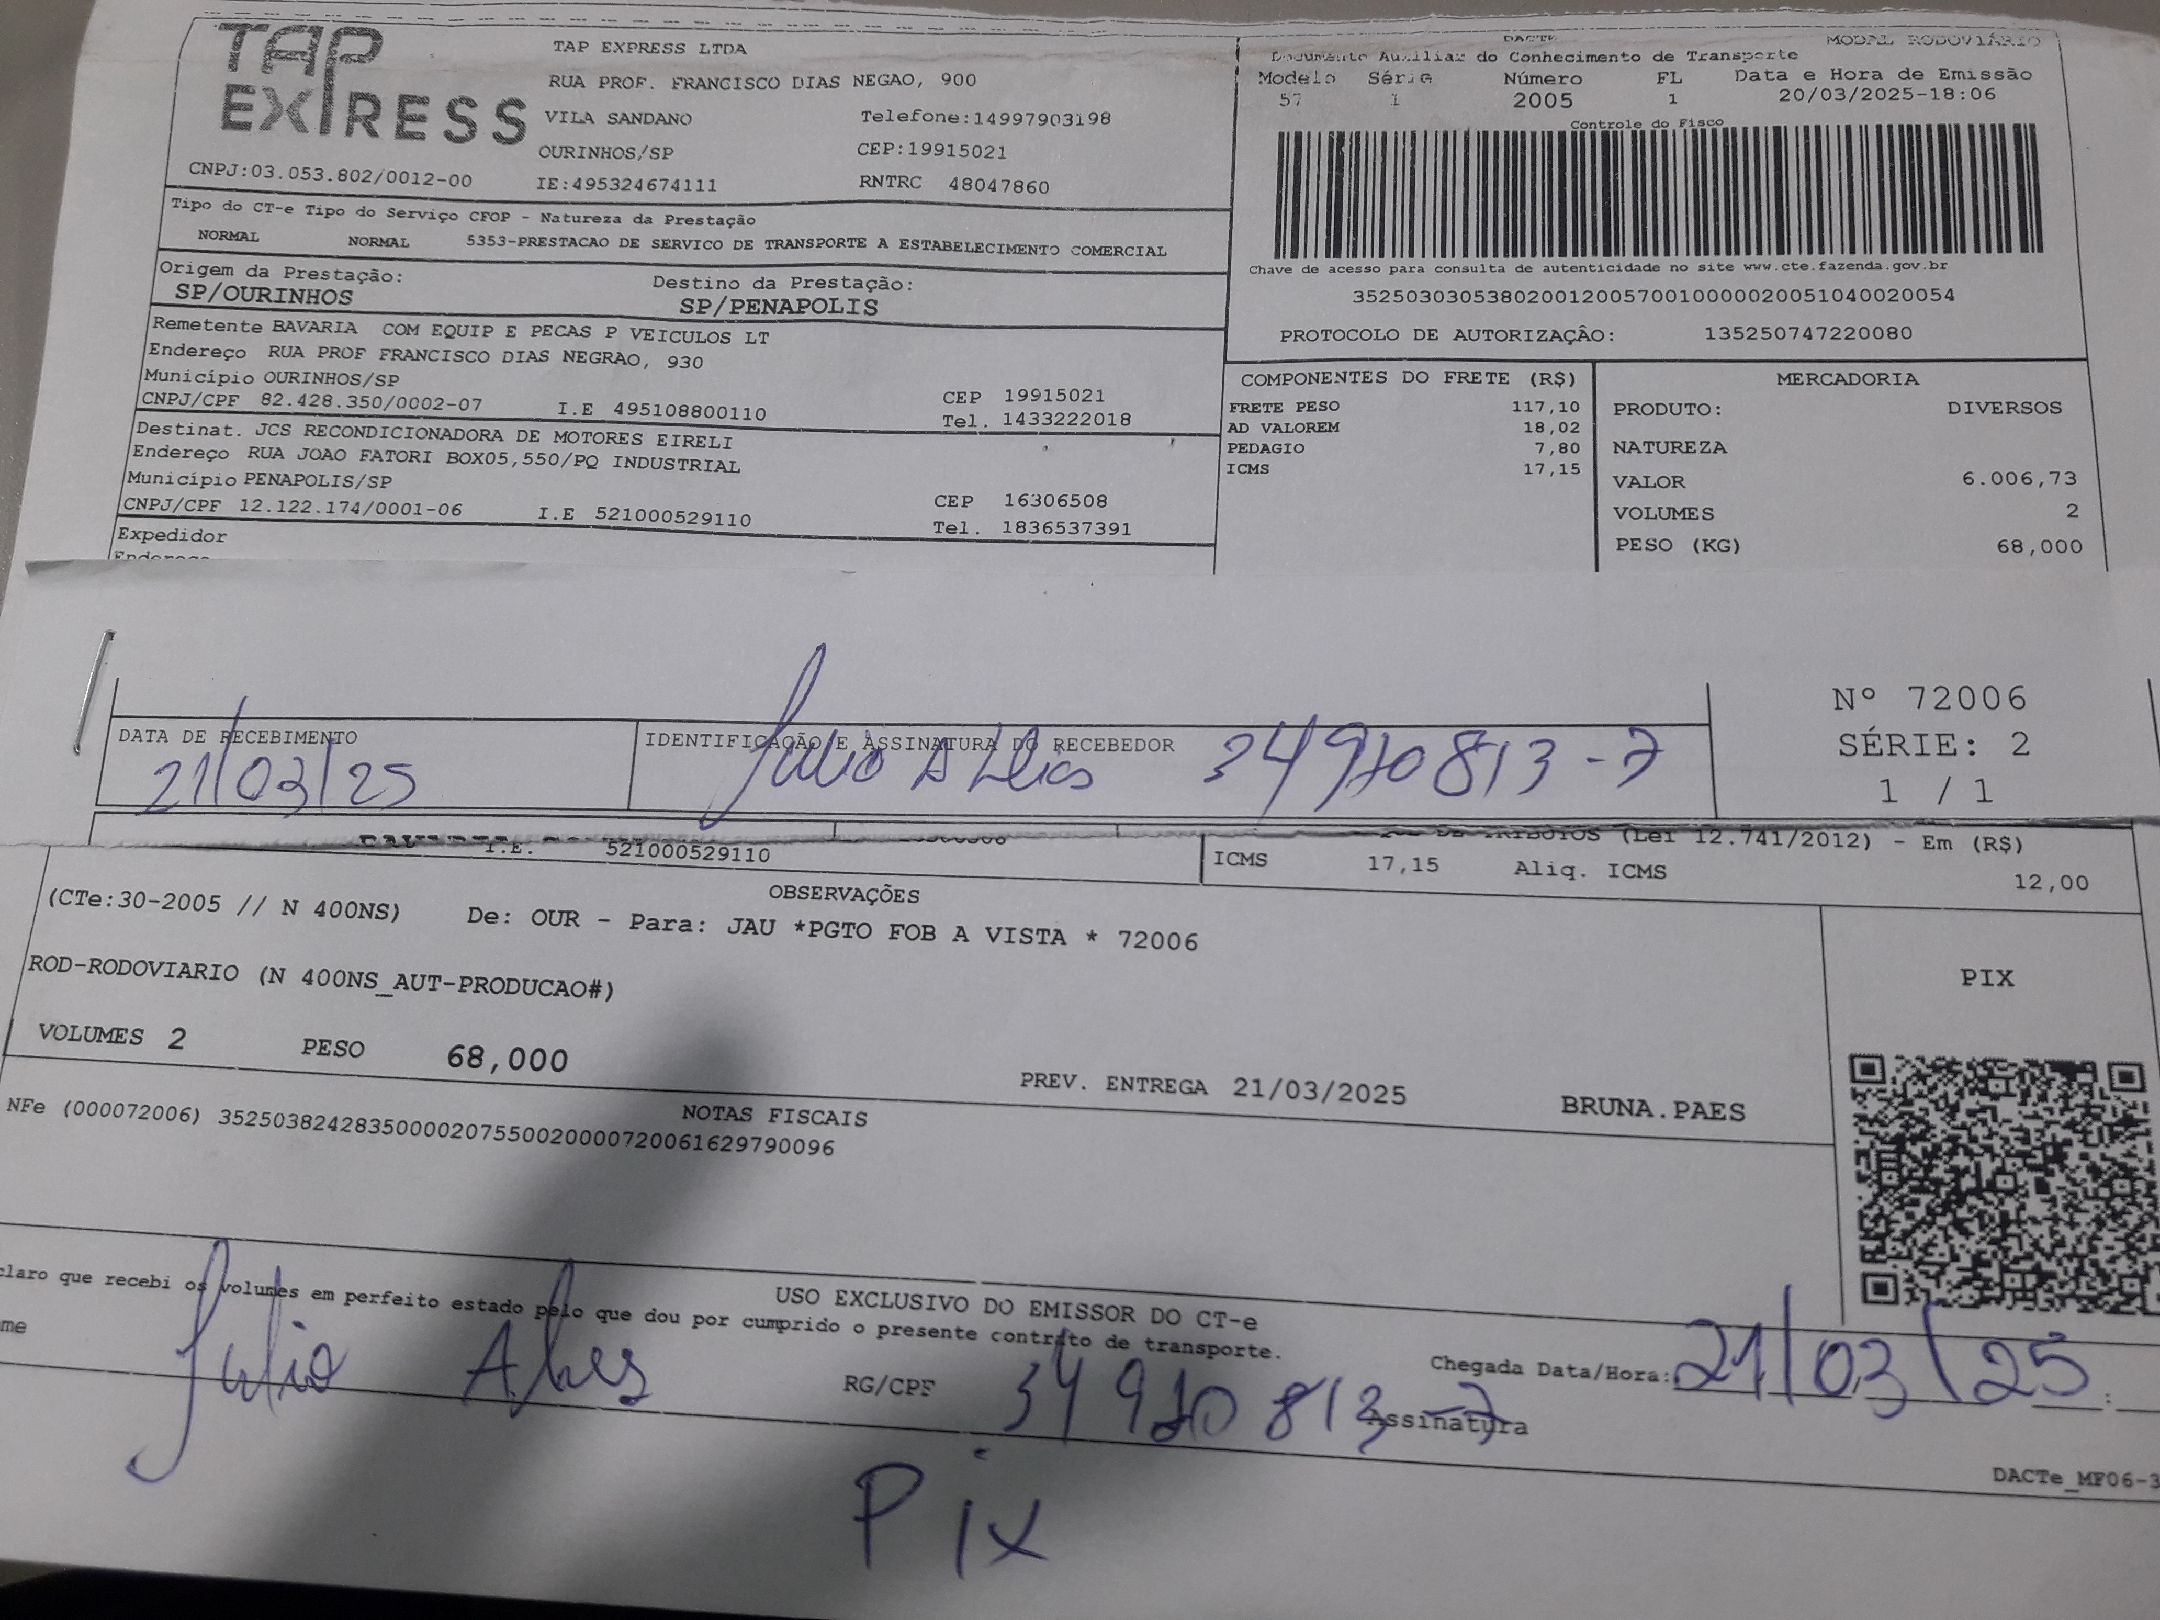 TAP EXPRESS
TAP EXPRESS LTDA
RUA PROF. FRANCISCO DIAS NEGAO, 900
VILA SANDANO Telefone:14997903198
OURINHOS/SP CEP:19915021
CNPJ:03.053.802/0012-00 IE:495324674111 RNTRC 48047860
DACTE MODAL RODOVIÁRIO
Documento Auxiliar do Conhecimento de Transporte
Modelo Série Número FL Data e Hora de Emissão
57 1 2005 1 20/03/2025-18:06
Controle do Fisco
Chave de acesso para consulta de autenticidade no site www.cte.fazenda.gov.br
35250303053802001200570010000020051040020054
PROTOCOLO DE AUTORIZAÇÃO: 135250747220080
Tipo do CT-e Tipo do Serviço CFOP - Natureza da Prestação
NORMAL NORMAL 5353-PRESTACAO DE SERVICO DE TRANSPORTE A ESTABELECIMENTO COMERCIAL
Origem da Prestação: Destino da Prestação:
SP/OURINHOS SP/PENAPOLIS
Remetente BAVARIA COM EQUIP E PECAS P VEICULOS LT
Endereço RUA PROF FRANCISCO DIAS NEGRAO, 930
Município OURINHOS/SP CEP 19915021
CNPJ/CPF 82.428.350/0002-07 I.E 495108800110 Tel. 1433222018
Destinat. JCS RECONDICIONADORA DE MOTORES EIRELI
Endereço RUA JOAO FATORI BOX05,550/PQ INDUSTRIAL
Município PENAPOLIS/SP CEP 16306508
CNPJ/CPF 12.122.174/0001-06 I.E 521000529110 Tel. 1836537391
Expedidor
Endereço
COMPONENTES DO FRETE (R$)
FRETE PESO 117,10
AD VALOREM 18,02
PEDAGIO 7,80
ICMS 17,15
MERCADORIA
PRODUTO: DIVERSOS
NATUREZA
VALOR 6.006,73
VOLUMES 2
PESO (KG) 68,000
DATA DE RECEBIMENTO IDENTIFICAÇÃO E ASSINATURA DO RECEBEDOR
21/03/25 Julio A 34910813-7
Nº 72006
SÉRIE: 2
1 / 1
DE TRIBUTOS (Lei 12.741/2012) - Em (R$)
I.E. 521000529110 ICMS 17,15 Aliq. ICMS 12,00
OBSERVAÇÕES
(CTe:30-2005 // N 400NS) De: OUR - Para: JAU *PGTO FOB A VISTA * 72006
ROD-RODOVIARIO (N 400NS_AUT-PRODUCAO#)
PIX
VOLUMES 2 PESO 68,000 PREV. ENTREGA 21/03/2025 BRUNA.PAES
NOTAS FISCAIS
NFe (000072006) 35250382428350000207550020000720061629790096
USO EXCLUSIVO DO EMISSOR DO CT-e
claro que recebi os volumes em perfeito estado pelo que dou por cumprido o presente contrato de transporte.
me Julio Alves RG/CPF 34910813-7 Chegada Data/Hora: 21/03/25 :
Assinatura
Pix
DACTe_MF06-3